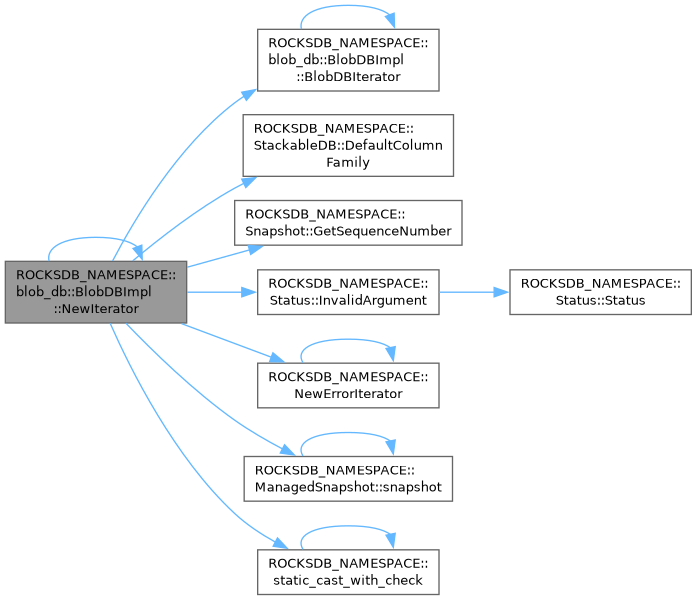 ROCKSDB_NAMESPACE::
blob_db::BlobDBImpl
::BlobDBIterator
ROCKSDB_NAMESPACE::
StackableDB::DefaultColumn
Family
ROCKSDB_NAMESPACE::
Snapshot::GetSequenceNumber
ROCKSDB_NAMESPACE::
blob_db::BlobDBImpl
::NewIterator
ROCKSDB_NAMESPACE::
Status::InvalidArgument
ROCKSDB_NAMESPACE::
Status::Status
ROCKSDB_NAMESPACE::
NewErrorIterator
ROCKSDB_NAMESPACE::
ManagedSnapshot::snapshot
ROCKSDB_NAMESPACE::
static_cast_with_check